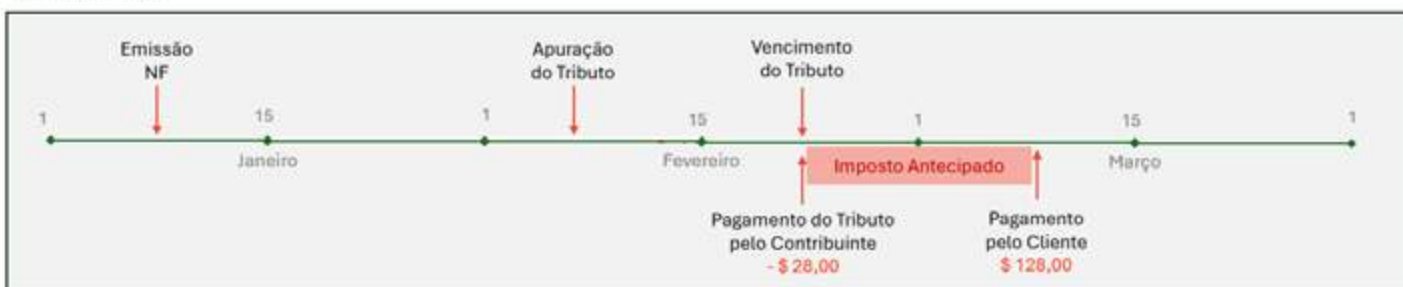 Emissão
NF
Apuração
do Tributo
Vencimento
do Tributo
1
15
1
15
1
15
1
Janeiro
Fevereiro
Março
Imposto Antecipado
Pagamento do Tributo
pelo Contribuinte
- $ 28,00
Pagamento
pelo Cliente
$ 128,00